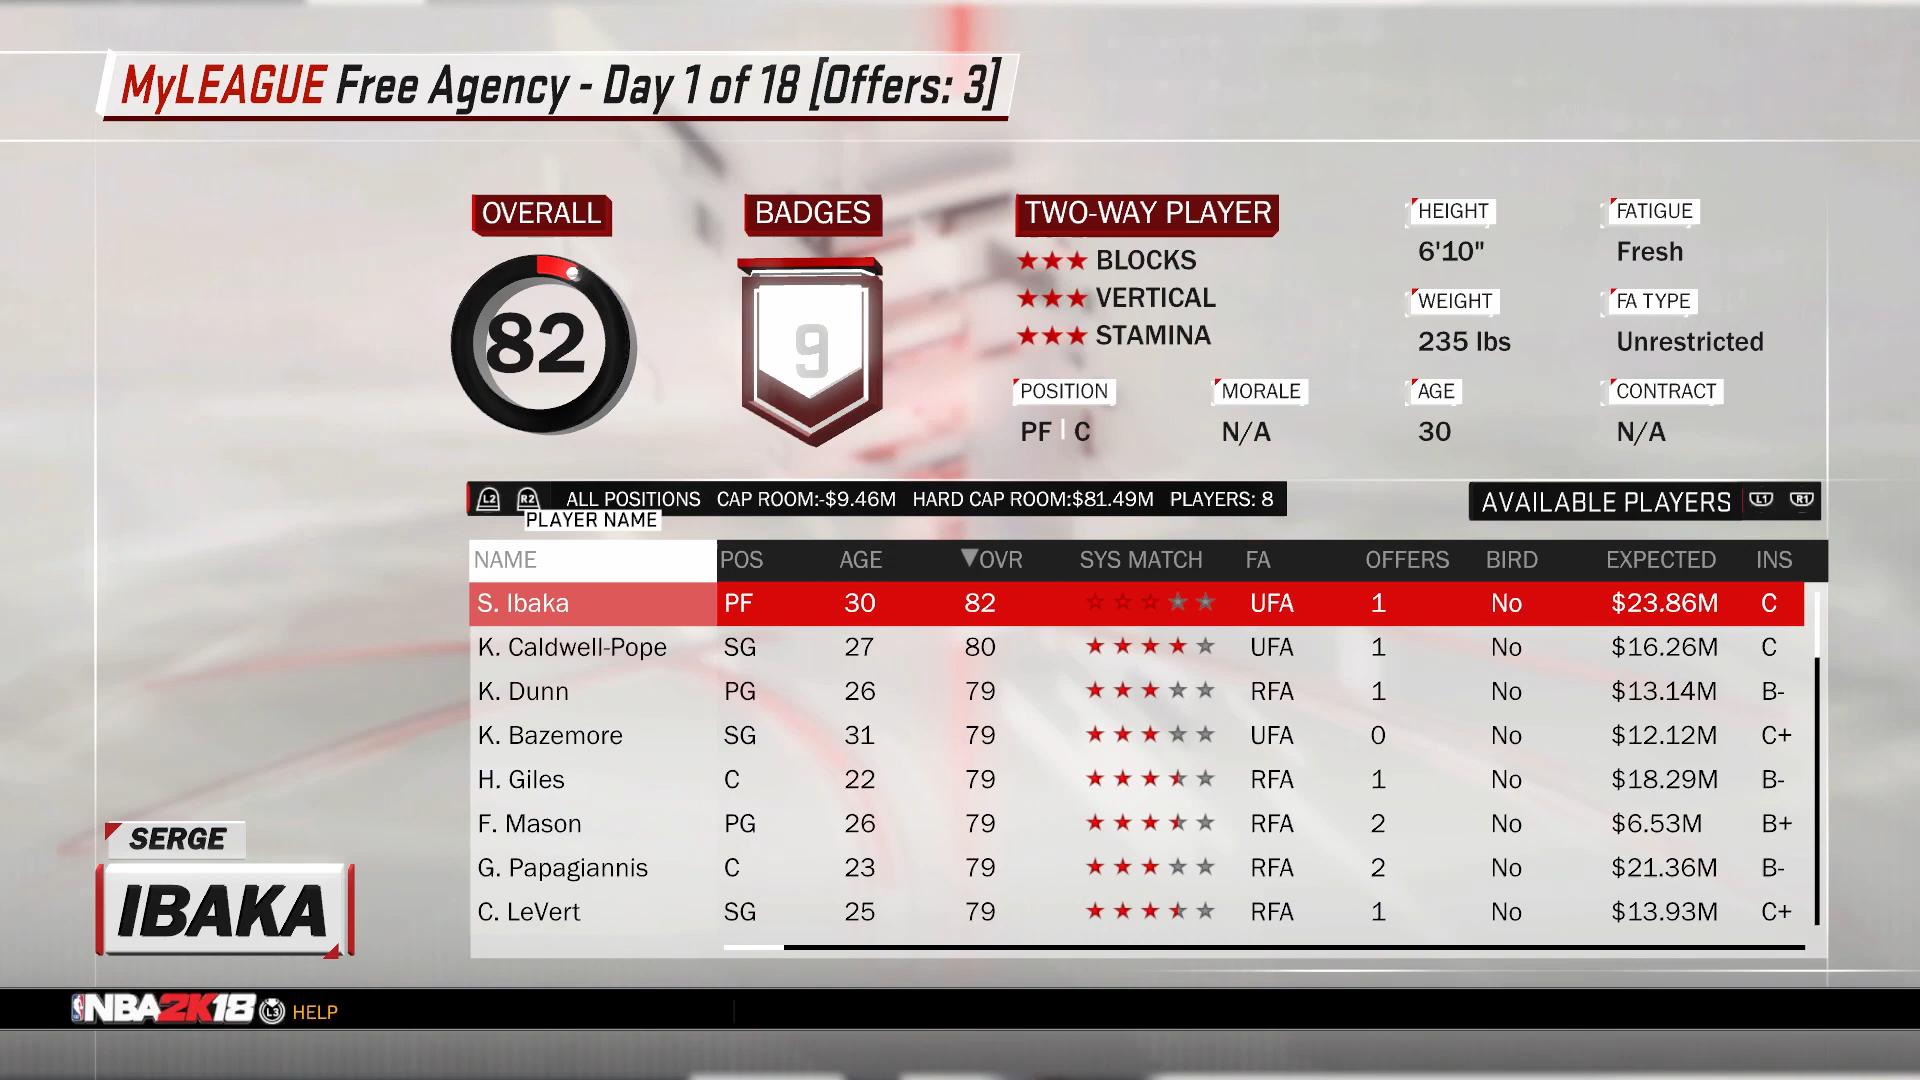 MyLEAGUE Free Agency - Day 1 of 18 [Offers: 3]
OVERALL
82
BADGES
9
TWO-WAY PLAYER
BLOCKS
VERTICAL
STAMINA
POSITION
PF C
MORALE
N/A
HEIGHT
6'10"
WEIGHT
235 lbs
AGE
30
FATIGUE
Fresh
FA TYPE
Unrestricted
CONTRACT
N/A
L2 R2 ALL POSITIONS CAP ROOM:-$9.46M HARD CAP ROOM:$81.49M PLAYERS: 8
AVAILABLE PLAYERS L1 R1
PLAYER NAME
NAME POS AGE OVR SYS MATCH FA OFFERS BIRD EXPECTED INS
S. Ibaka PF 30 82 UFA 1 No $23.86M C
K. Caldwell-Pope SG 27 80 UFA 1 No $16.26M C
K. Dunn PG 26 79 RFA 1 No $13.14M B-
K. Bazemore SG 31 79 UFA 0 No $12.12M C+
H. Giles C 22 79 RFA 1 No $18.29M B-
F. Mason PG 26 79 RFA 2 No $6.53M B+
G. Papagiannis C 23 79 RFA 2 No $21.36M B-
C. LeVert SG 25 79 RFA 1 No $13.93M C+
SERGE
IBAKA
NBA2K18 L3 HELP